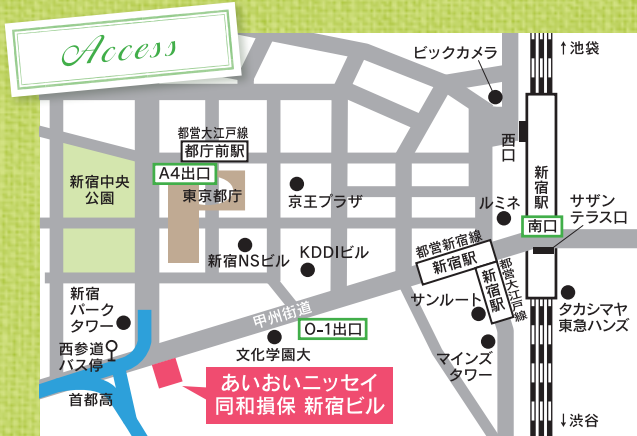 Access
ビックカメラ
↑池袋
西口
新宿駅
都営大江戸線
都庁前駅
A4出口
東京都庁
新宿中央
公園
京王プラザ
ルミネ
サザン
テラス口
南口
新宿NSビル
KDDIビル
都営新宿線
新宿駅
都営大江戸線
新宿駅
サンルート
タカシマヤ
東急ハンズ
新宿
パーク
タワー
甲州街道
O-1出口
文化学園大
マインズ
タワー
西参道
バス停
首都高
あいおいニッセイ
同和損保 新宿ビル
↓渋谷